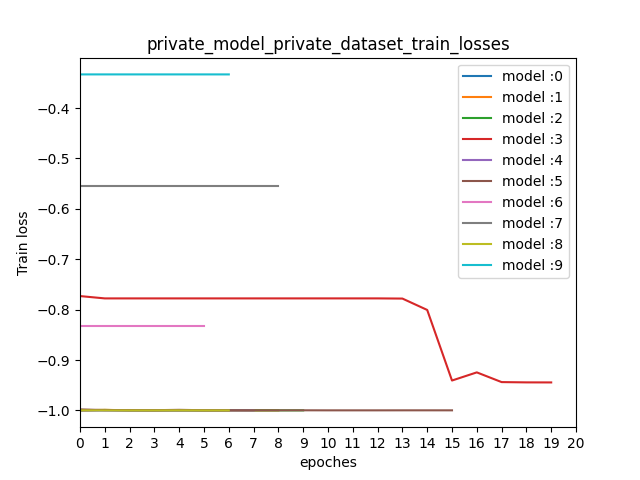 private_model_private_dataset_train_losses
Train loss
−0.4
−0.5
−0.6
−0.7
−0.8
−0.9
−1.0
model :0
model :1
model :2
model :3
model :4
model :5
model :6
model :7
model :8
model :9
0 1 2 3 4 5 6 7 8 9 10 11 12 13 14 15 16 17 18 19 20
epoches